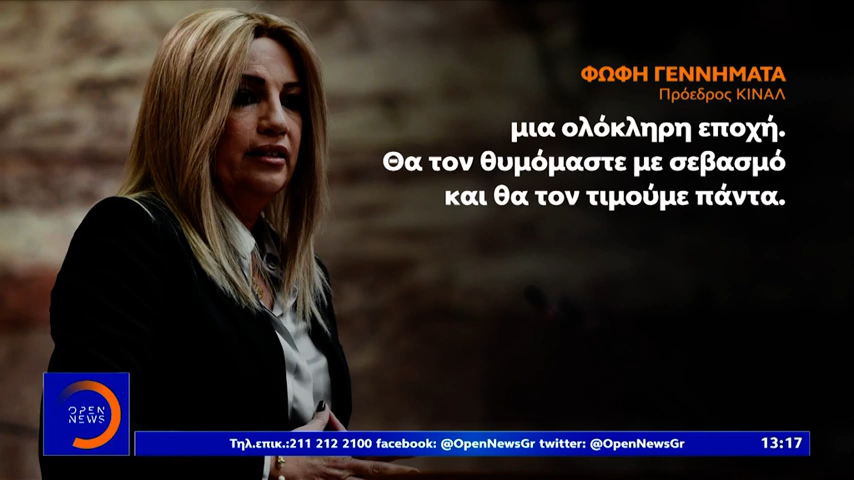 ΦΩΦΗ ΓΕΝΝΗΜΑΤΑ
Πρόεδρος ΚΙΝΑΛ
μια ολόκληρη εποχή.
Θα τον θυμόμαστε με σεβασμό
και θα τον τιμούμε πάντα.
OPEN
NEWS
Τηλ.επικ.:211 212 2100 facebook: @OpenNewsGr twitter: @OpenNewsGr
13:17